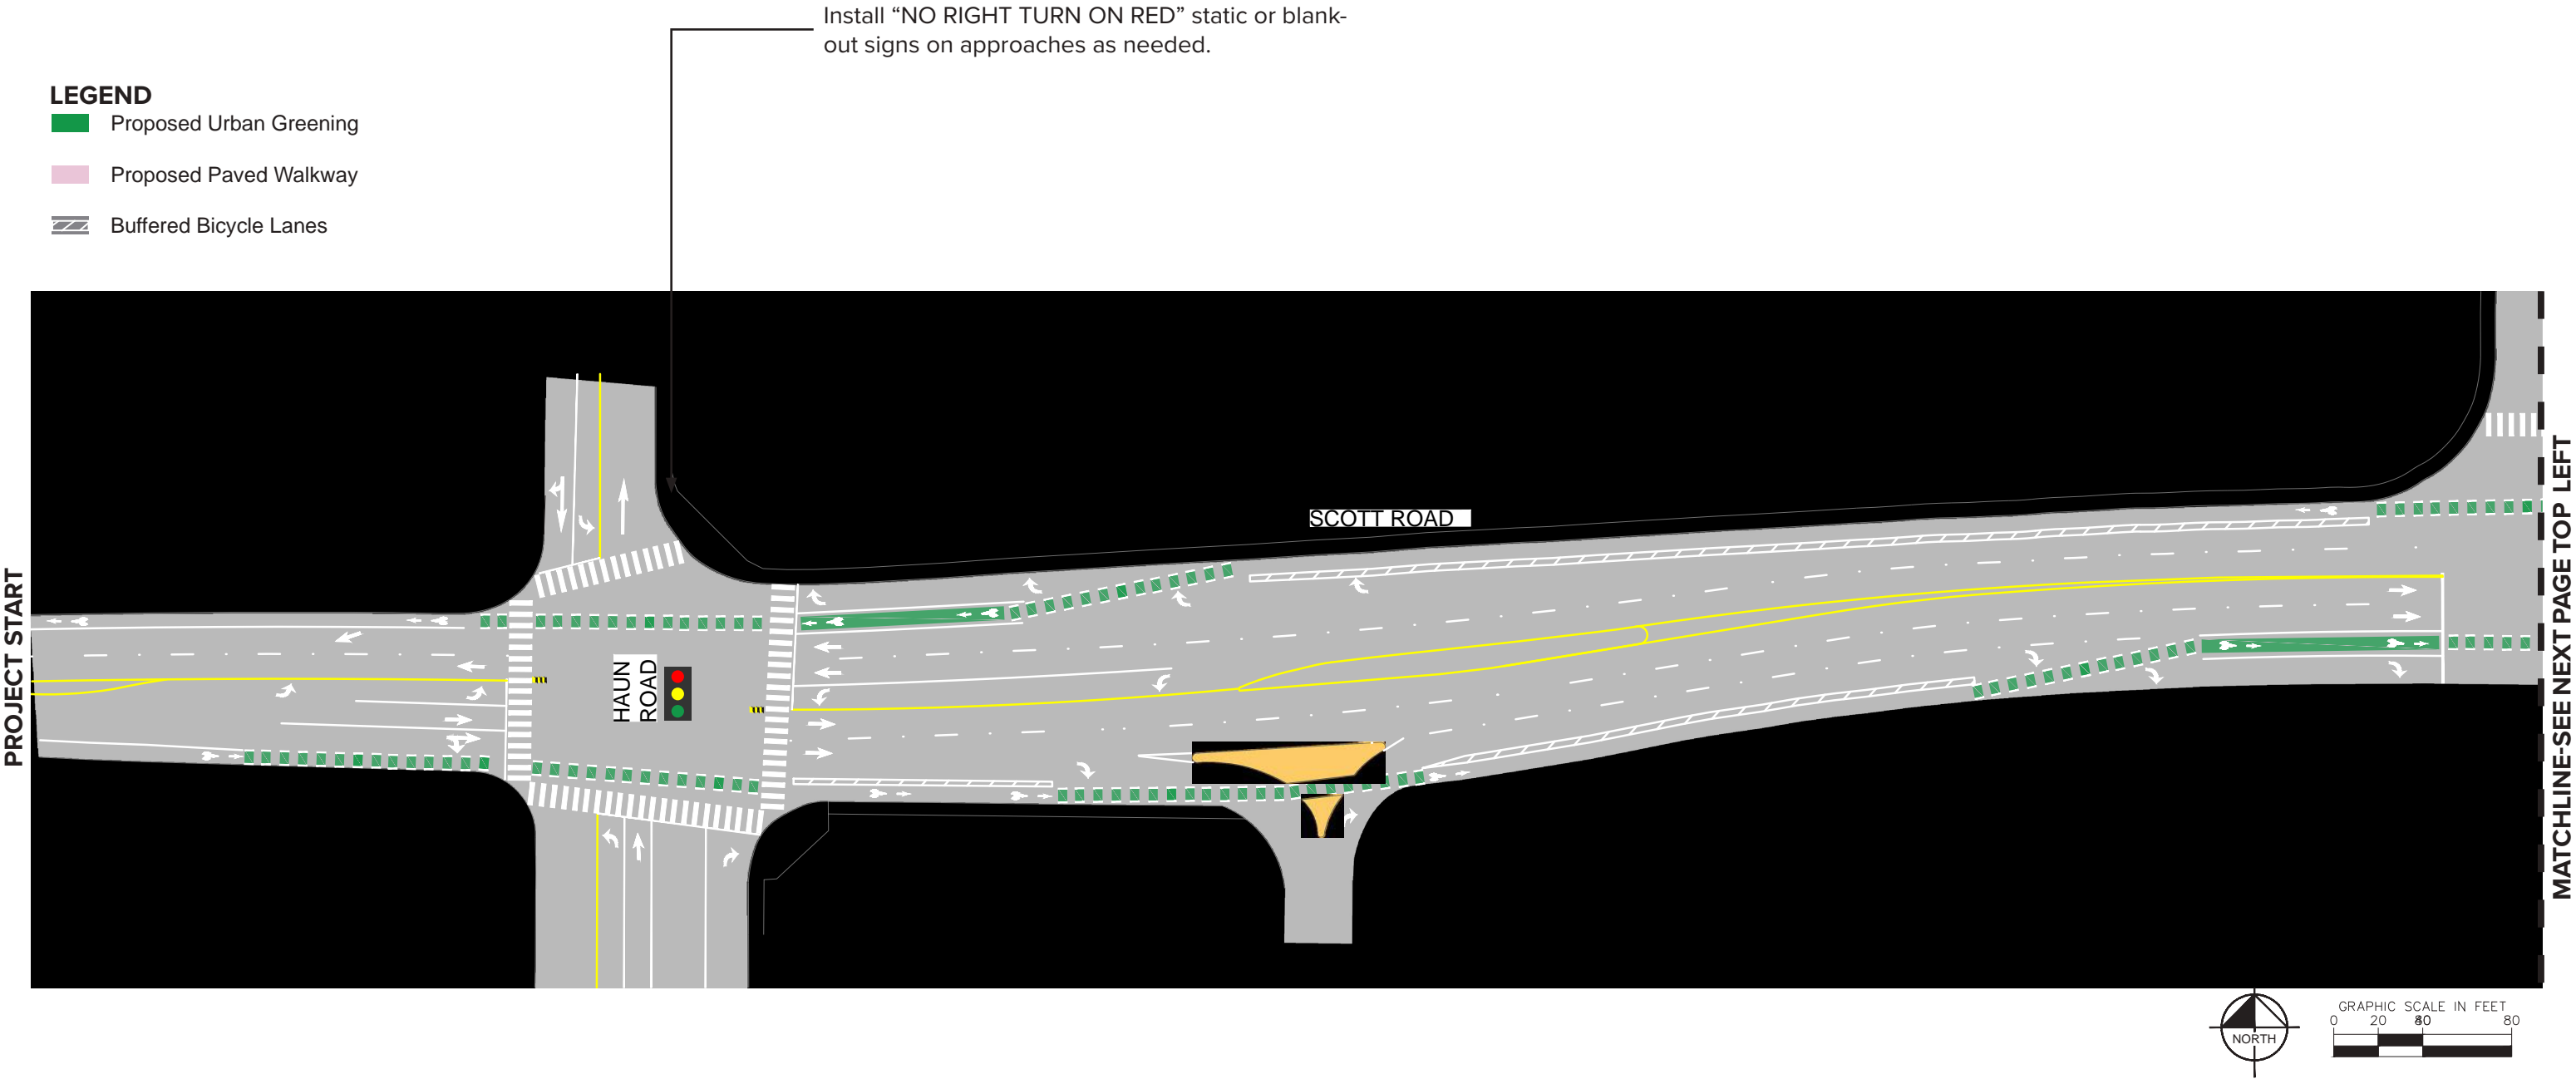 Install “NO RIGHT TURN ON RED” static or blank-
out signs on approaches as needed.
LEGEND
Proposed Urban Greening
Proposed Paved Walkway
Buffered Bicycle Lanes
PROJECT START
SCOTT ROAD
HAUN
ROAD
MATCHLINE-SEE NEXT PAGE TOP LEFT
NORTH
GRAPHIC SCALE IN FEET
0 20 40 80